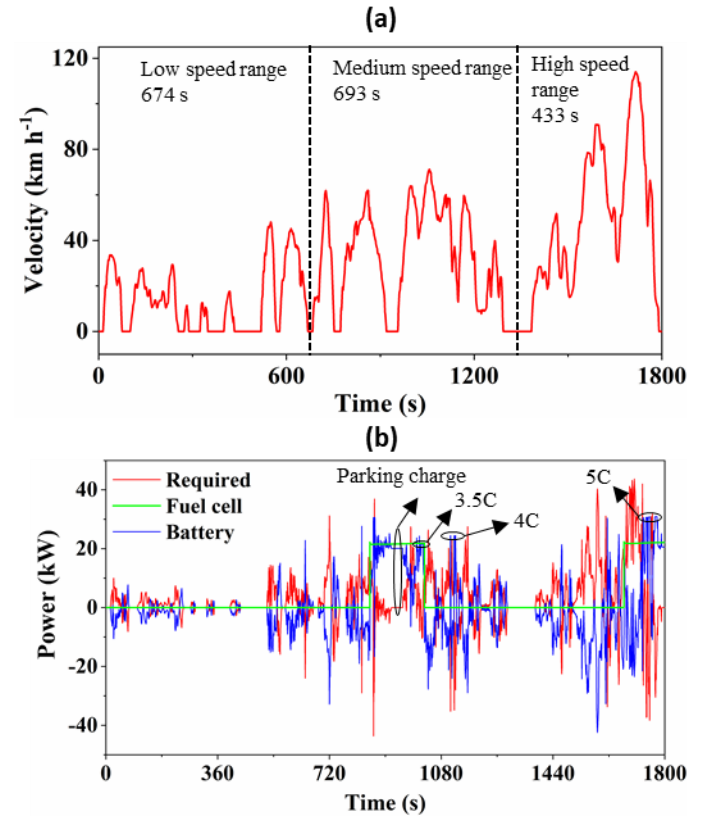 (a)
Low speed range
674 s
Medium speed range
693 s
High speed
range
433 s
120
80
40
0
Velocity (km h⁻¹)
0 600 1200 1800
Time (s)
(b)
Required
Fuel cell
Battery
Parking charge
3.5C
4C
5C
40
20
0
-20
-40
Power (kW)
0 360 720 1080 1440 1800
Time (s)